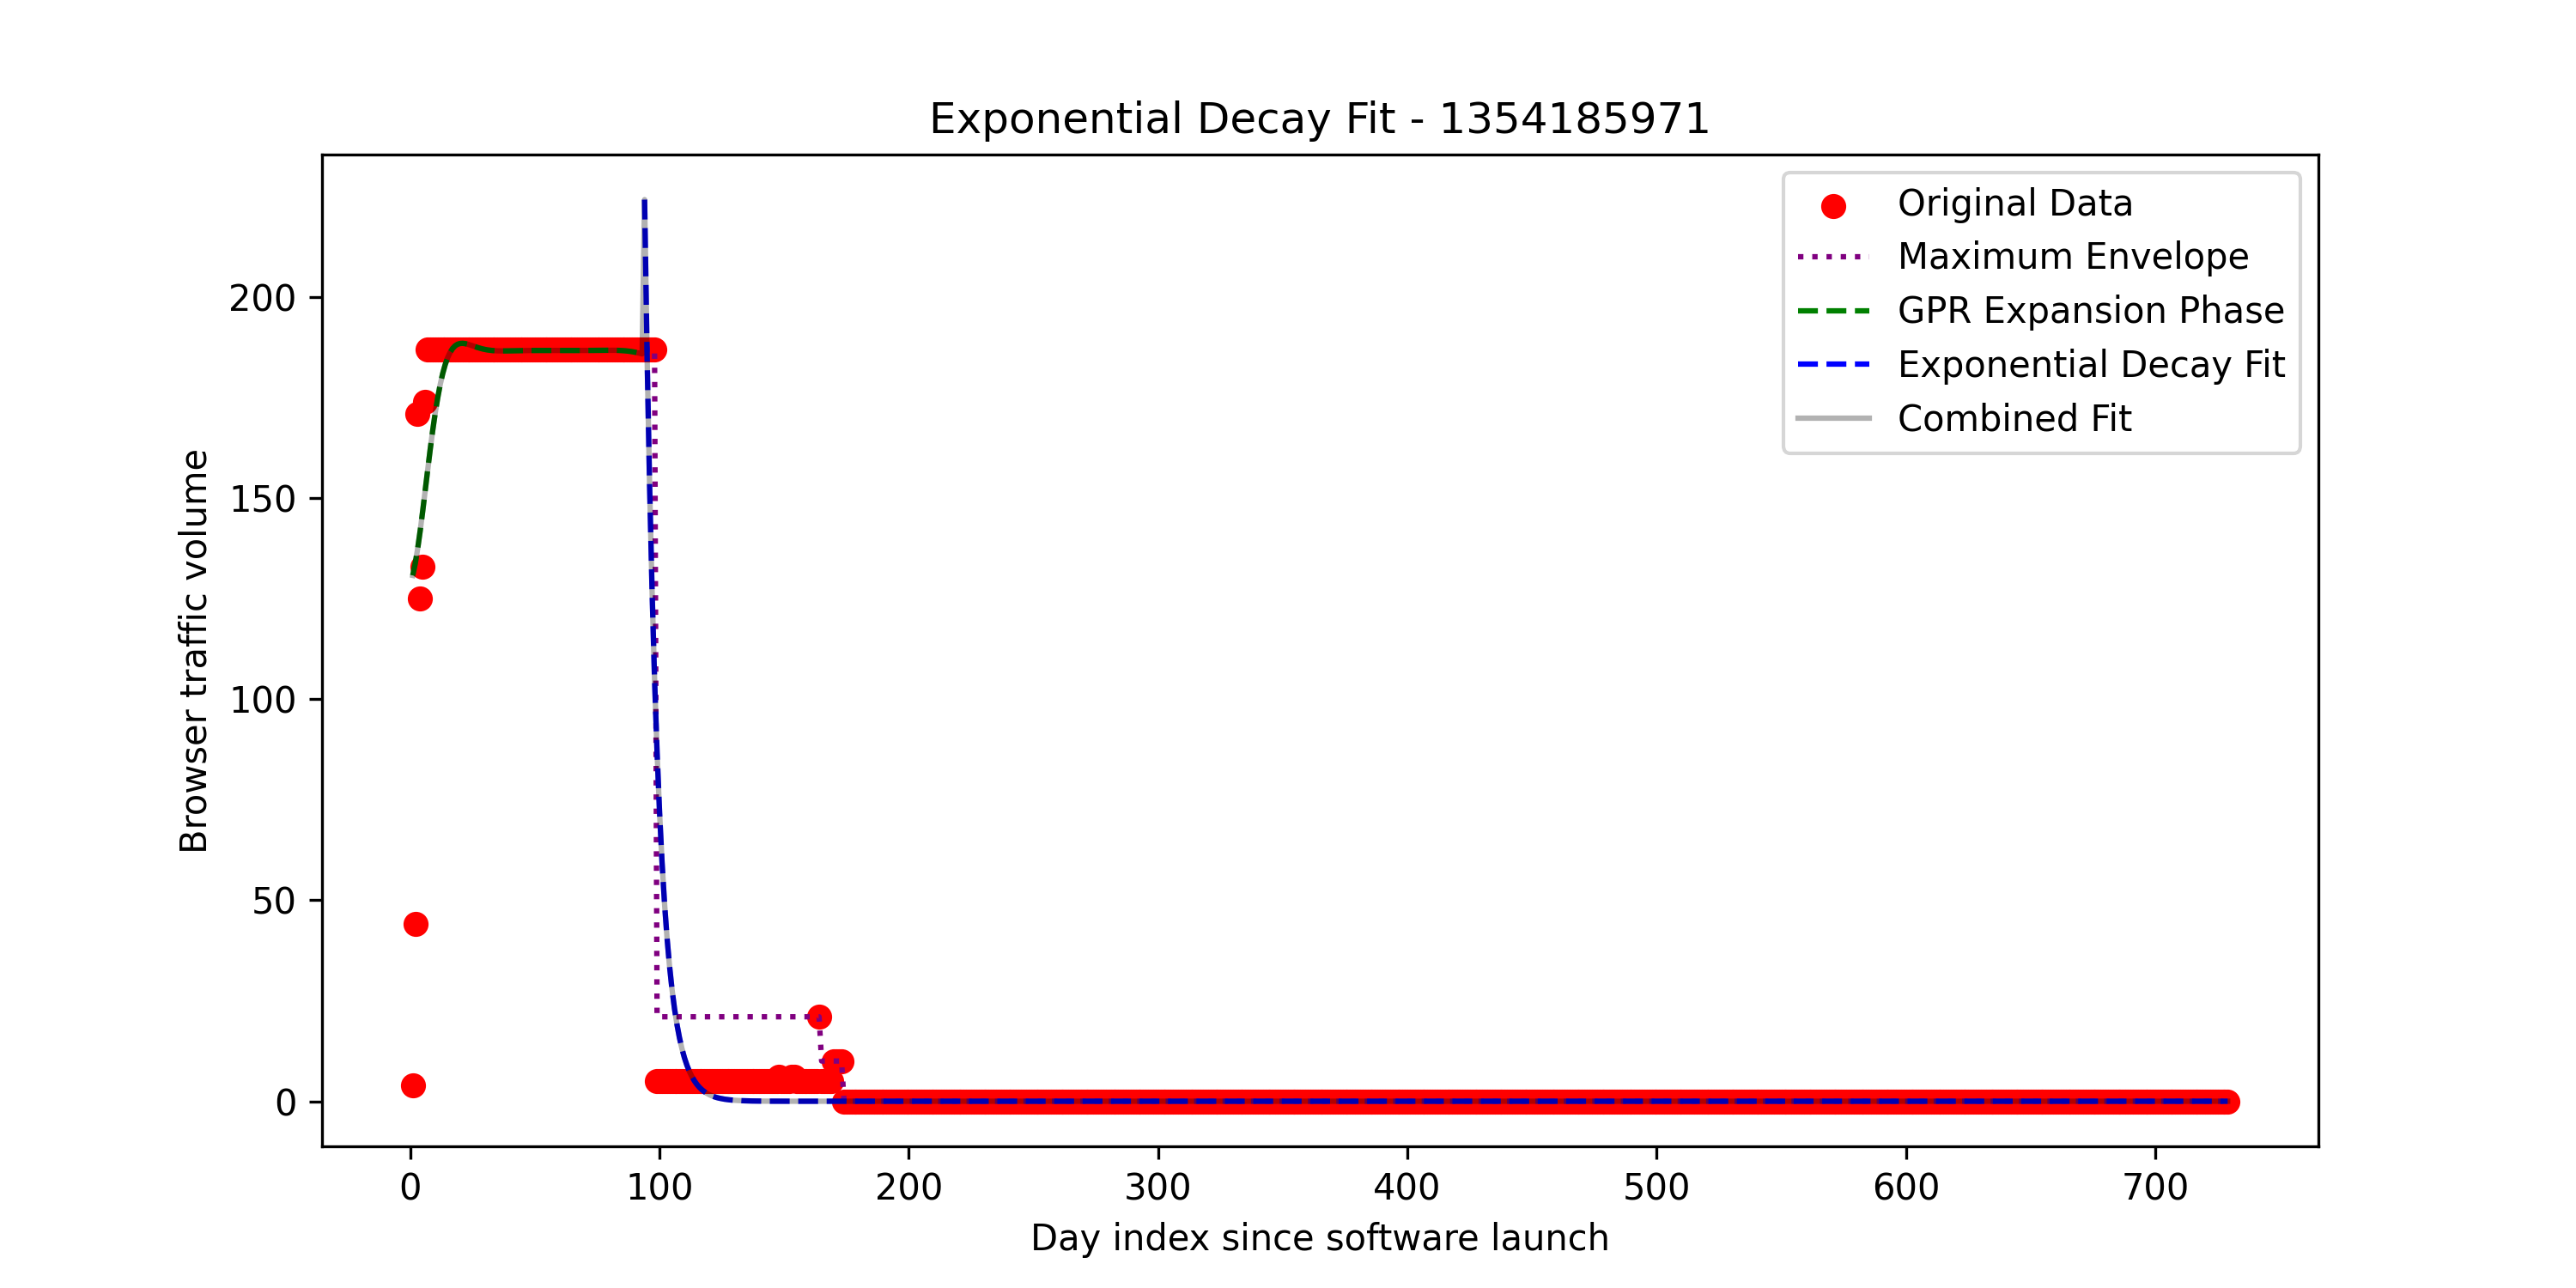 Exponential Decay Fit - 1354185971
Original Data
Maximum Envelope
GPR Expansion Phase
Exponential Decay Fit
Combined Fit
Browser traffic volume
200
150
100
50
0
0 100 200 300 400 500 600 700
Day index since software launch